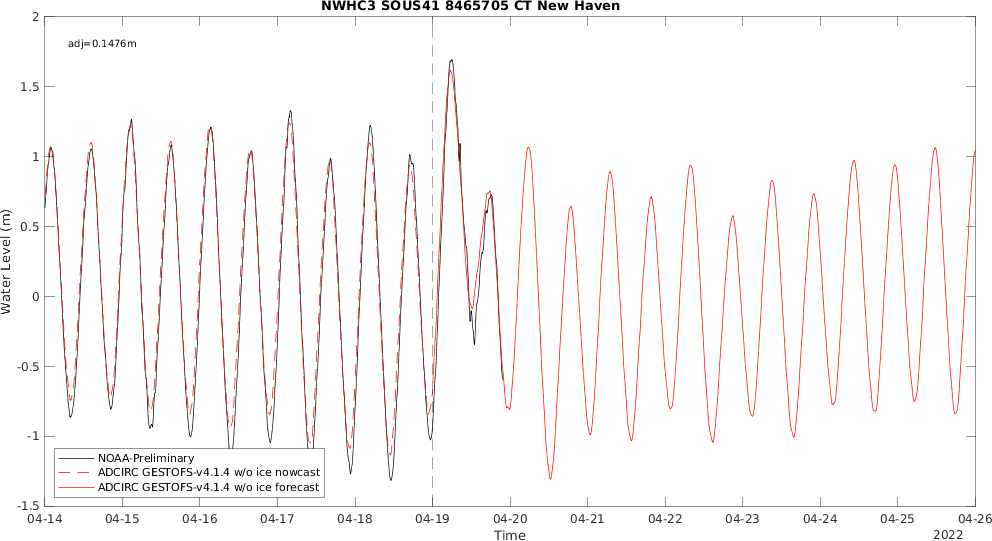 NWHC3 SOUS41 8465705 CT New Haven
adj=0.1476m
2
1.5
1
0.5
0
-0.5
-1
-1.5
Water Level (m)
NOAA-Preliminary
ADCIRC GESTOFS-v4.1.4 w/o ice nowcast
ADCIRC GESTOFS-v4.1.4 w/o ice forecast
04-14 04-15 04-16 04-17 04-18 04-19 04-20 04-21 04-22 04-23 04-24 04-25 04-26
Time
2022